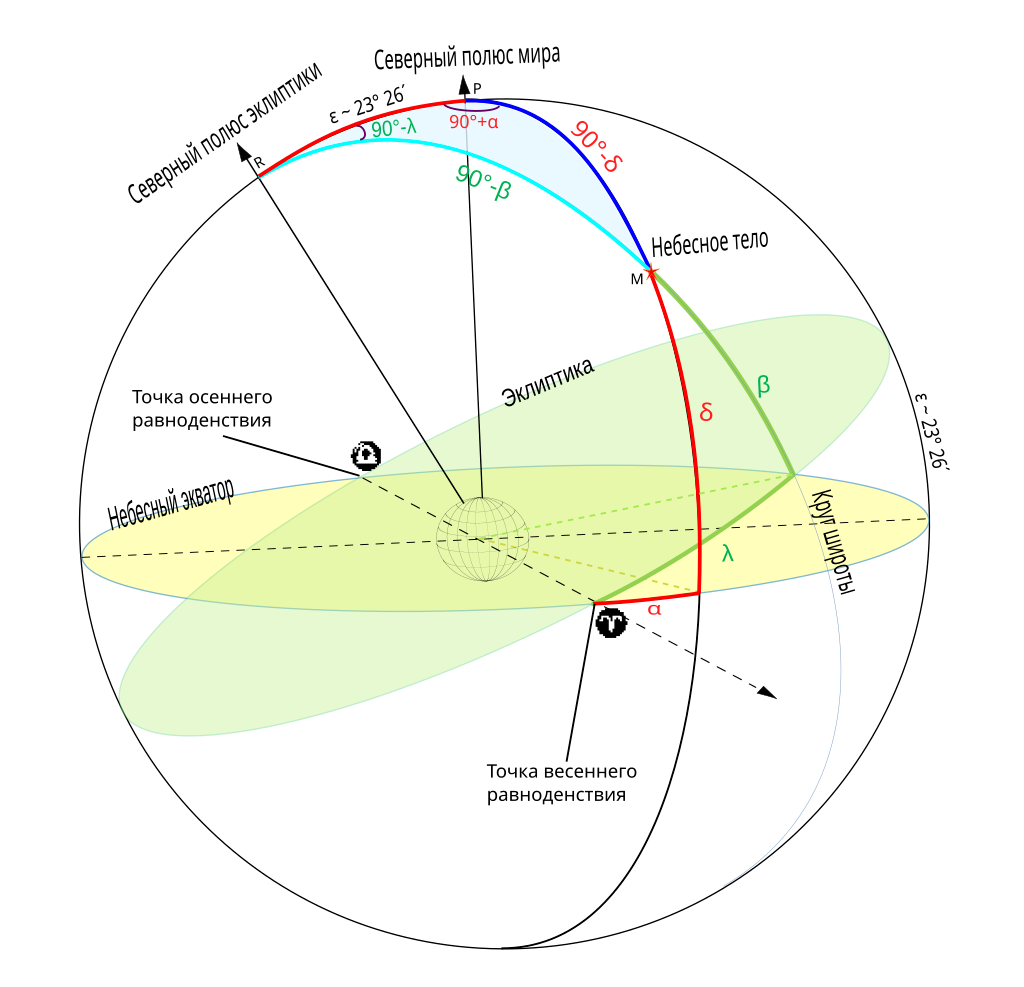 Северный полюс мира
P
Северный полюс эклиптики
R
ε ~ 23° 26′
90°-λ
90°+α
90°-δ
90°-β
Небесное тело
M
Эклиптика
β
δ
ε ~ 23° 26′
Точка осеннего
равноденствия
Небесный экватор
Круг широты
λ
α
Точка весеннего
равноденствия